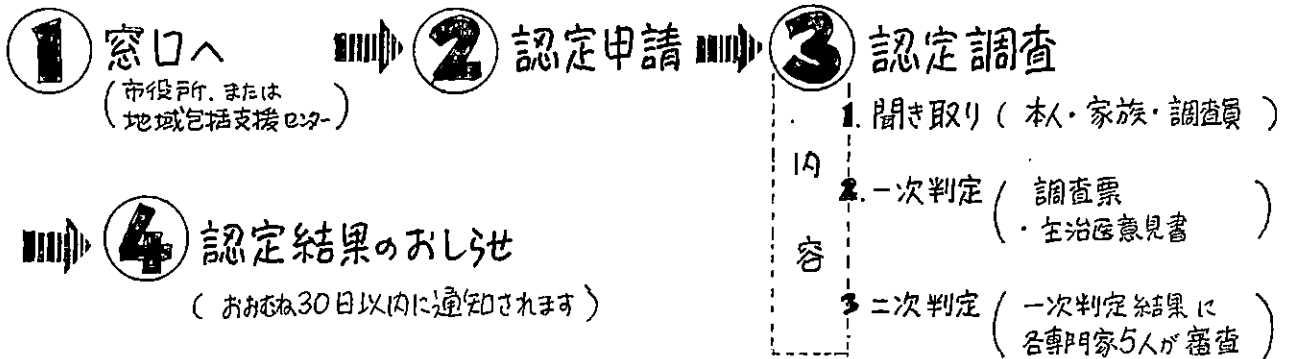 1 窓口へ
(市役所、または
地域包括支援センター)
2 認定申請
3 認定調査
内容
1. 聞き取り(本人・家族・調査員)
2. 一次判定(調査票
・主治医意見書)
3 二次判定(一次判定結果に
各専門家5人が審査)
4 認定結果のおしらせ
(おおむね30日以内に通知されます)